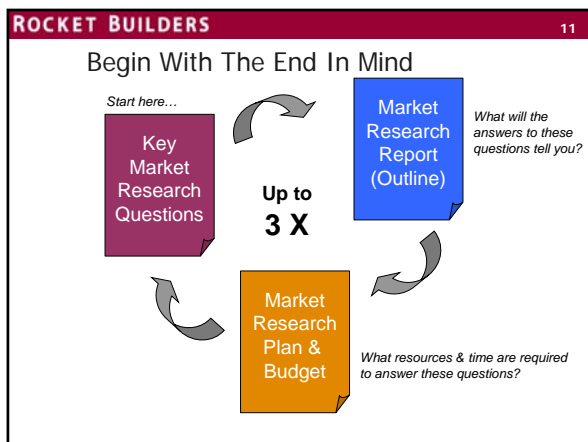 ROCKET BUILDERS
11
Begin With The End In Mind
Start here…
Key
Market
Research
Questions
Market
Research
Report
(Outline)
What will the
answers to these
questions tell you?
Up to
3 X
Market
Research
Plan &
Budget
What resources & time are required
to answer these questions?